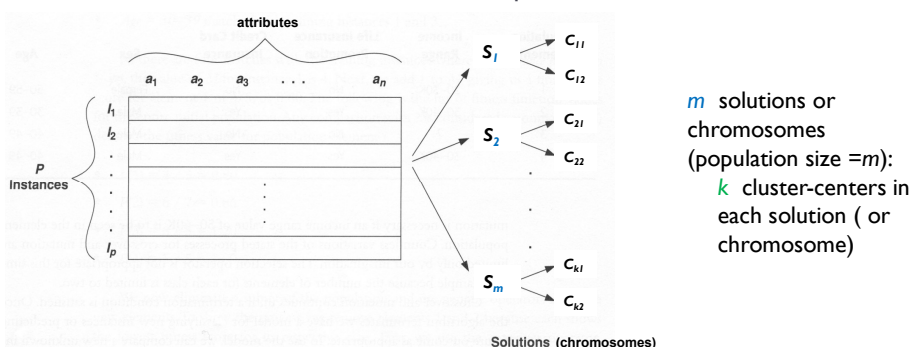 attributes
a1 a2 a3 . . . an
I1
I2
P
Instances
Ip
S1
S2
Sm
C11
C12
C21
C22
Ck1
Ck2
Solutions (chromosomes)
m solutions or
chromosomes
(population size =m):
k cluster-centers in
each solution ( or
chromosome)